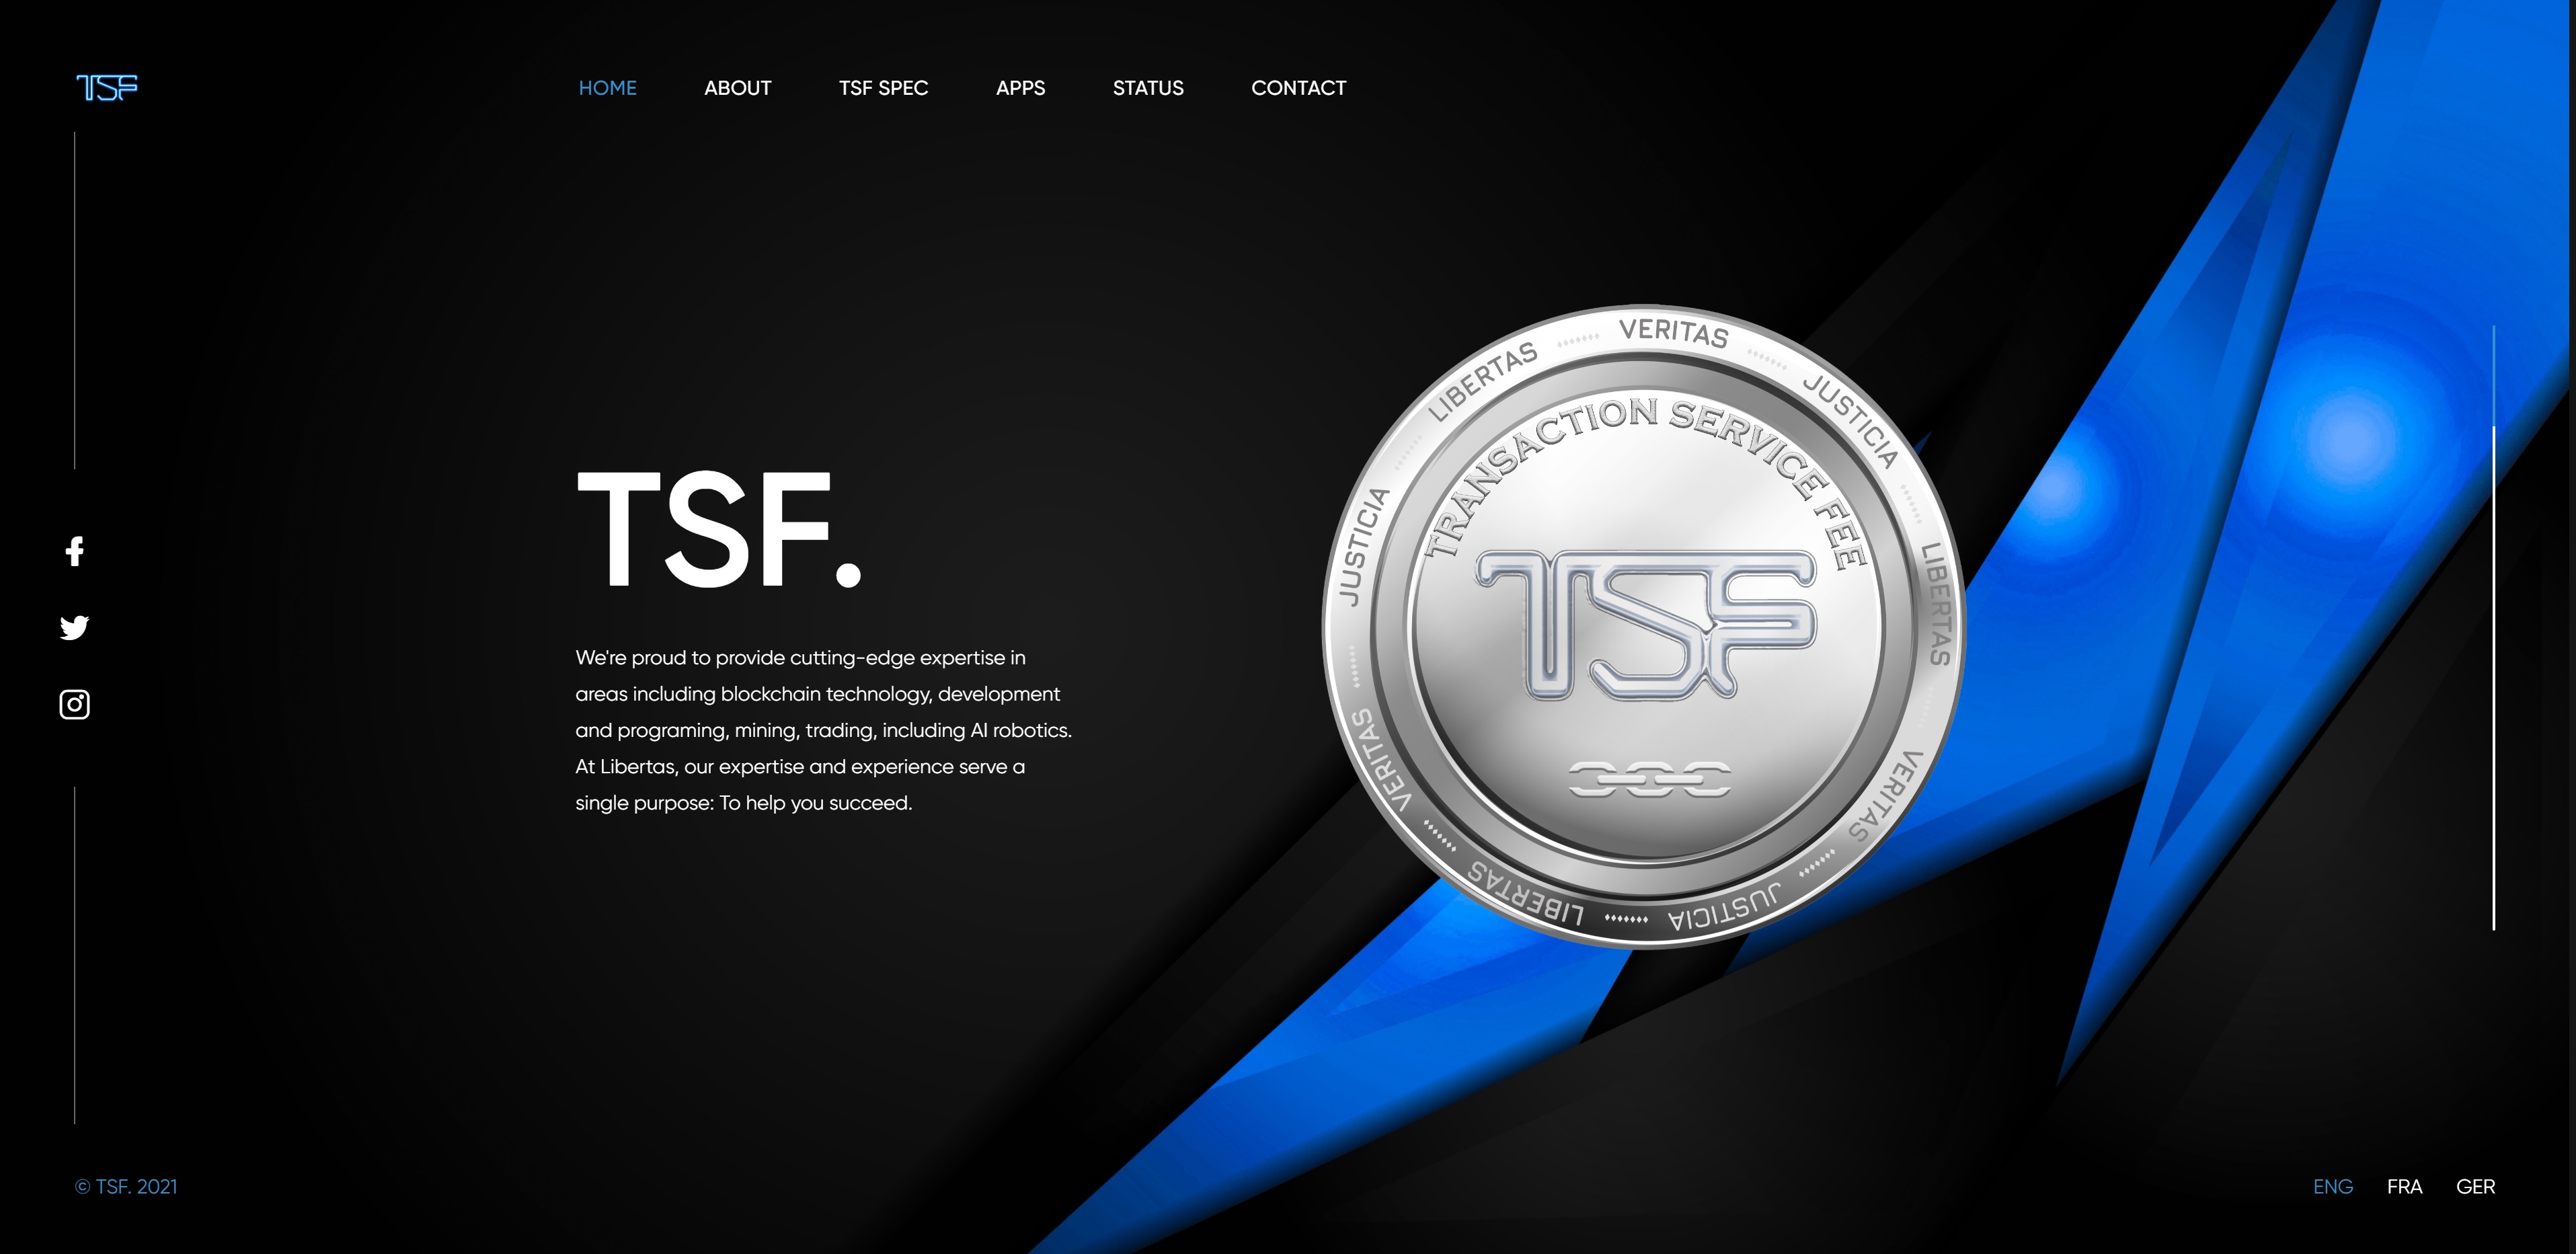 TSF
HOME ABOUT TSF SPEC APPS STATUS CONTACT
TSF.
We're proud to provide cutting-edge expertise in
areas including blockchain technology, development
and programing, mining, trading, including AI robotics.
At Libertas, our expertise and experience serve a
single purpose: To help you succeed.
VERITAS JUSTICIA LIBERTAS VERITAS JUSTICIA LIBERTAS VERITAS JUSTICIA LIBERTAS
TRANSACTION SERVICE FEE
TSF
© TSF. 2021
ENG FRA GER